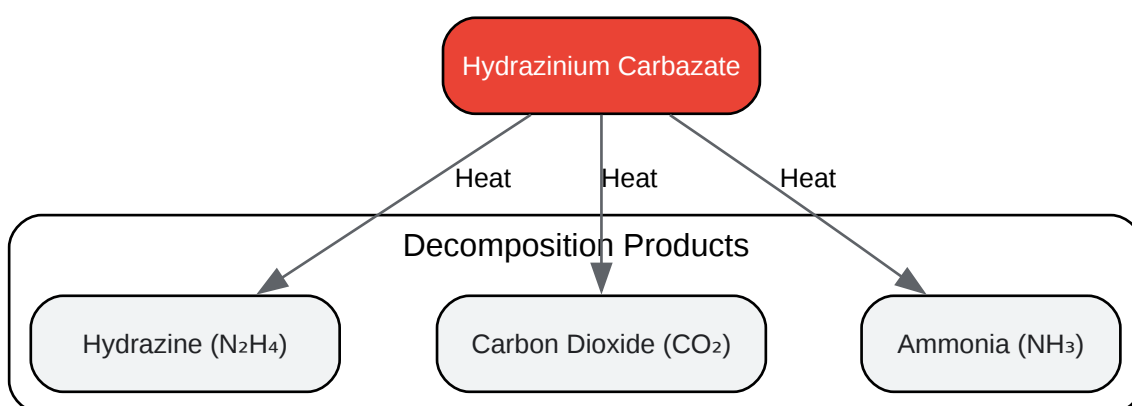 Hydrazinium Carbazate
Heat
Heat
Heat
Decomposition Products
Hydrazine (N₂H₄)
Carbon Dioxide (CO₂)
Ammonia (NH₃)